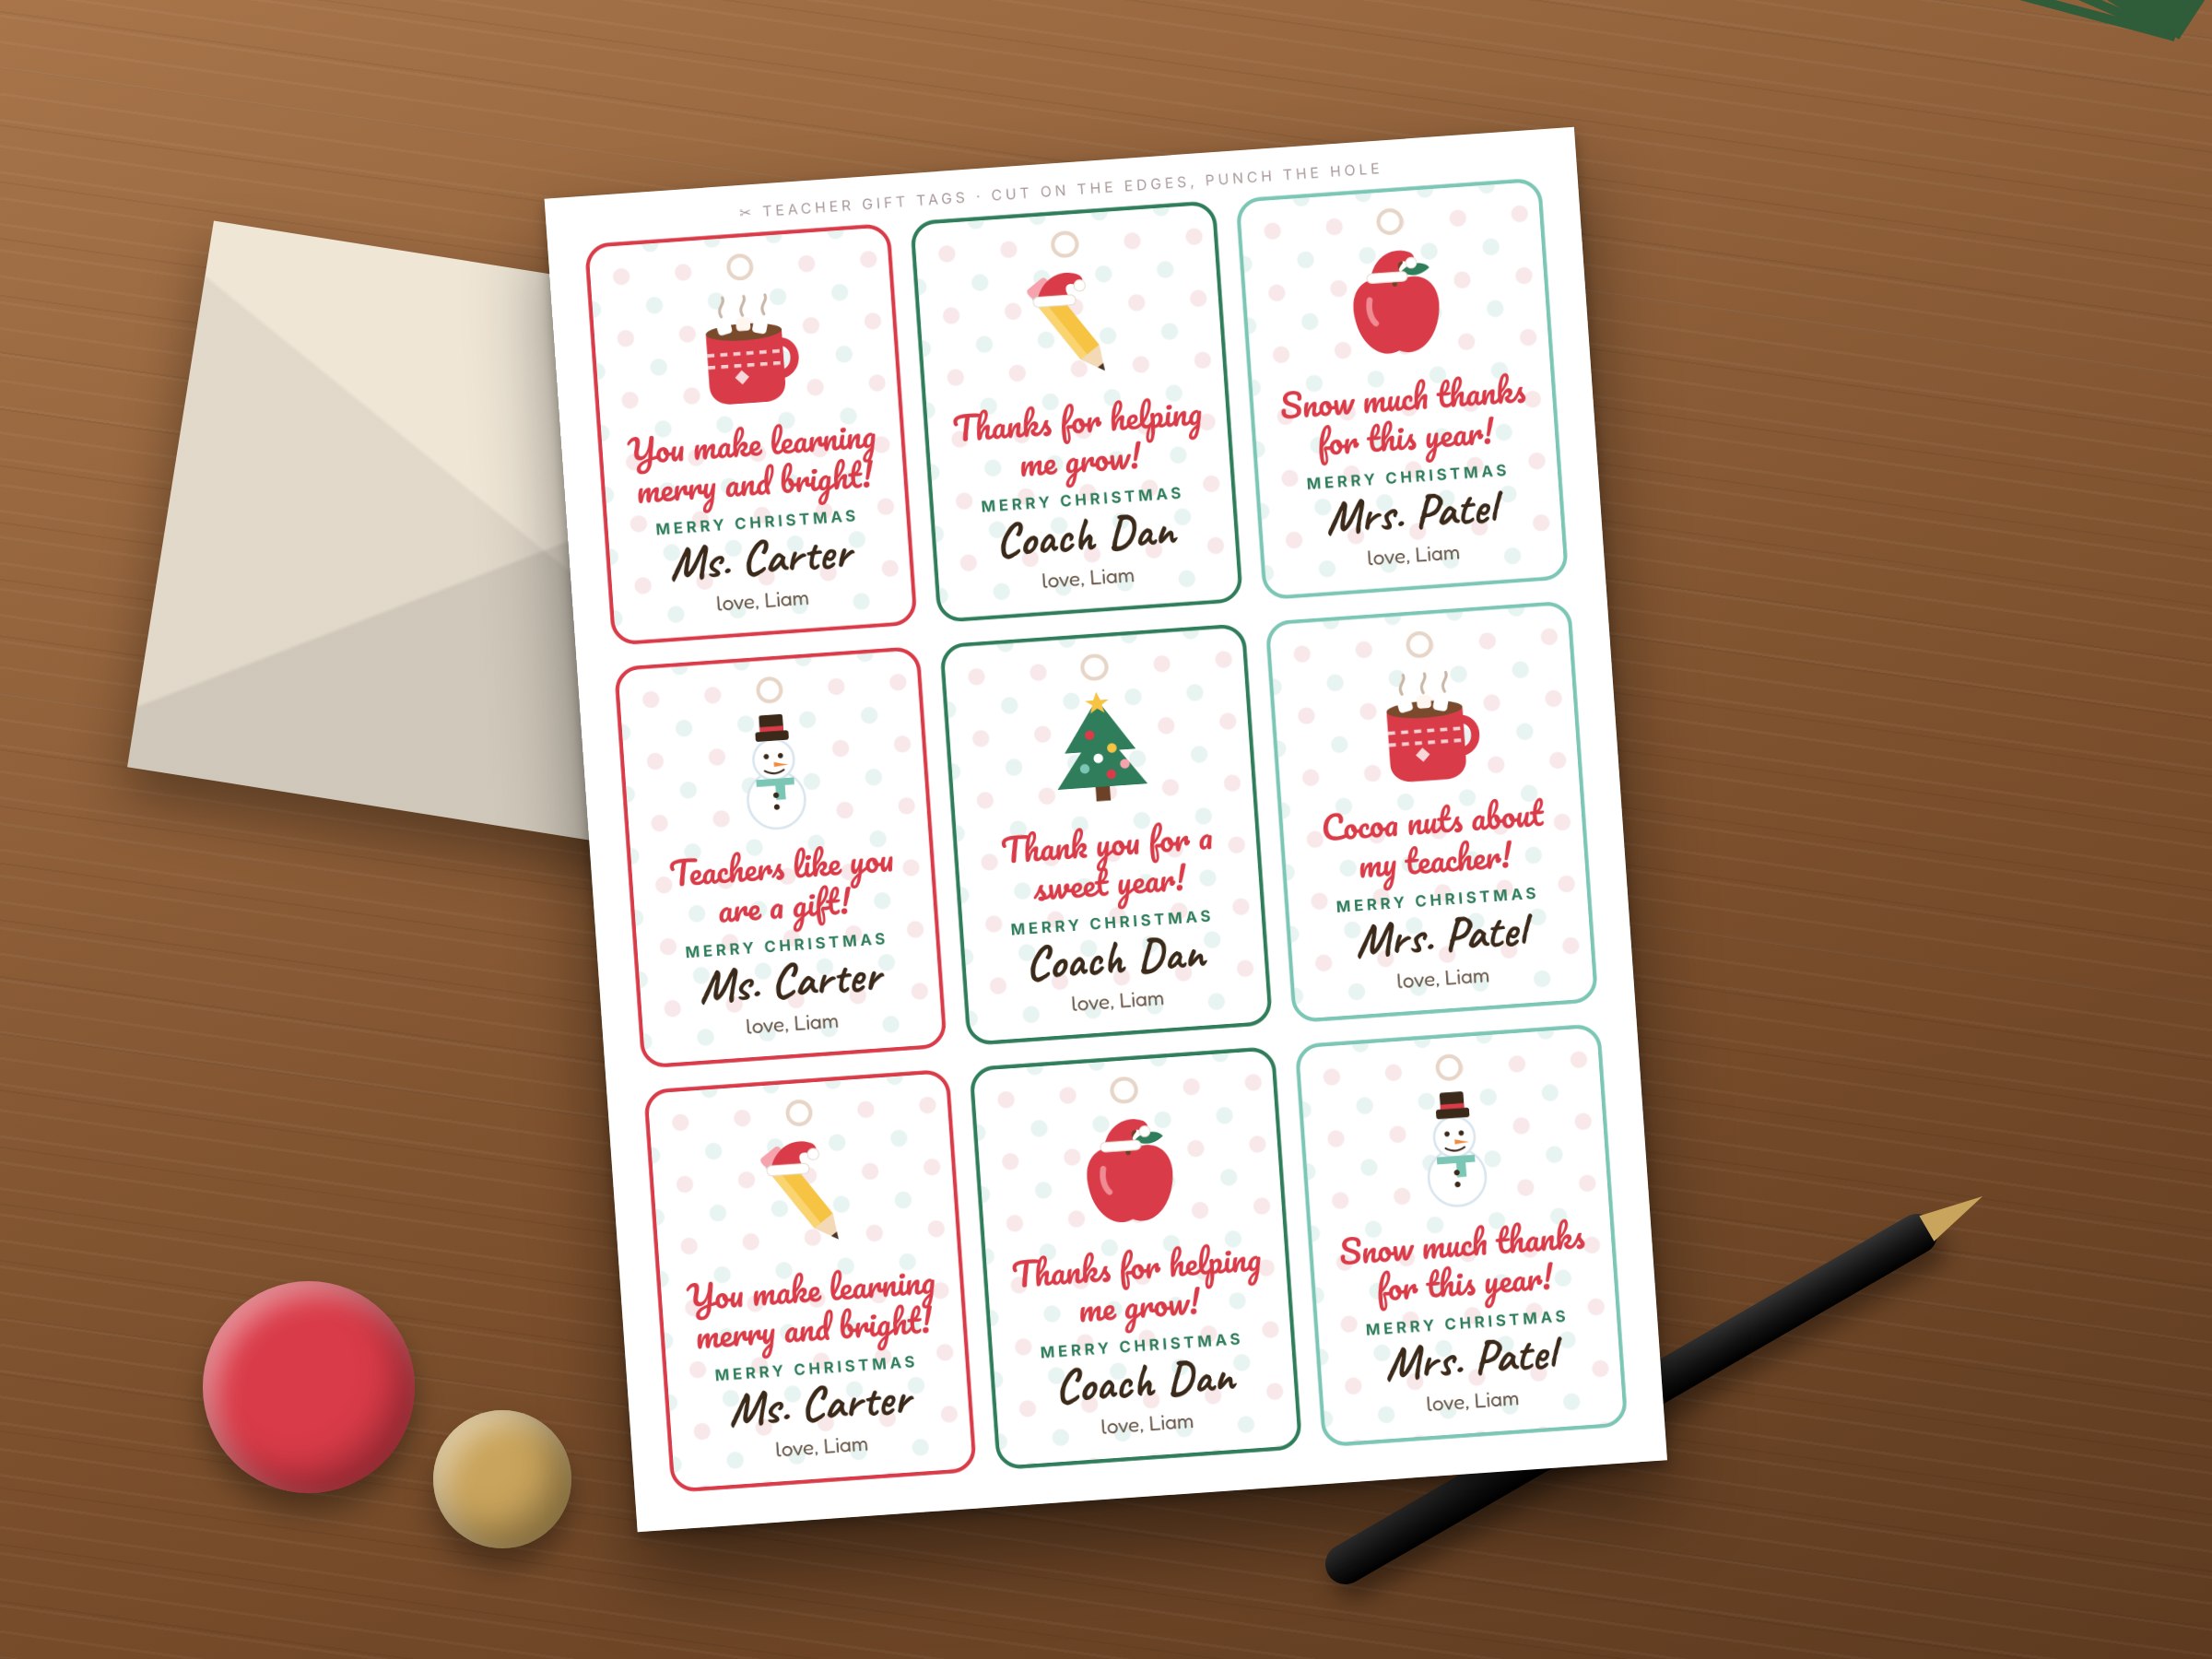 ✂ TEACHER GIFT TAGS · CUT ON THE EDGES, PUNCH THE HOLE
You make learning
merry and bright!
MERRY CHRISTMAS
Ms. Carter
love, Liam
Thanks for helping
me grow!
MERRY CHRISTMAS
Coach Dan
love, Liam
Snow much thanks
for this year!
MERRY CHRISTMAS
Mrs. Patel
love, Liam
Teachers like you
are a gift!
MERRY CHRISTMAS
Ms. Carter
love, Liam
Thank you for a
sweet year!
MERRY CHRISTMAS
Coach Dan
love, Liam
Cocoa nuts about
my teacher!
MERRY CHRISTMAS
Mrs. Patel
love, Liam
You make learning
merry and bright!
MERRY CHRISTMAS
Ms. Carter
love, Liam
Thanks for helping
me grow!
MERRY CHRISTMAS
Coach Dan
love, Liam
Snow much thanks
for this year!
MERRY CHRISTMAS
Mrs. Patel
love, Liam